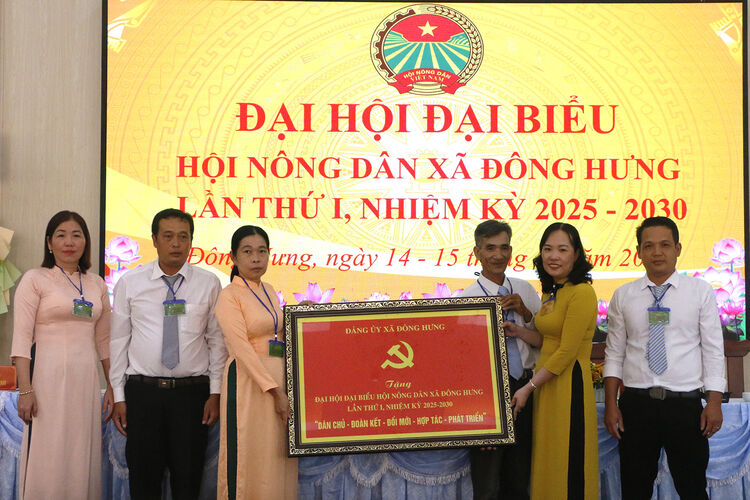 HỘI NÔNG DÂN
VIỆT NAM
ĐẠI HỘI ĐẠI BIỂU
HỘI NÔNG DÂN XÃ ĐÔNG HƯNG
LẦN THỨ I, NHIỆM KỲ 2025 - 2030
Đông Hưng, ngày 14 - 15 tháng
ĐẢNG ỦY XÃ ĐÔNG HƯNG
Tặng
ĐẠI HỘI ĐẠI BIỂU HỘI NÔNG DÂN XÃ ĐÔNG HƯNG
LẦN THỨ I, NHIỆM KỲ 2025-2030
"DÂN CHỦ - ĐOÀN KẾT - ĐỔI MỚI - HỢP TÁC - PHÁT TRIỂN"